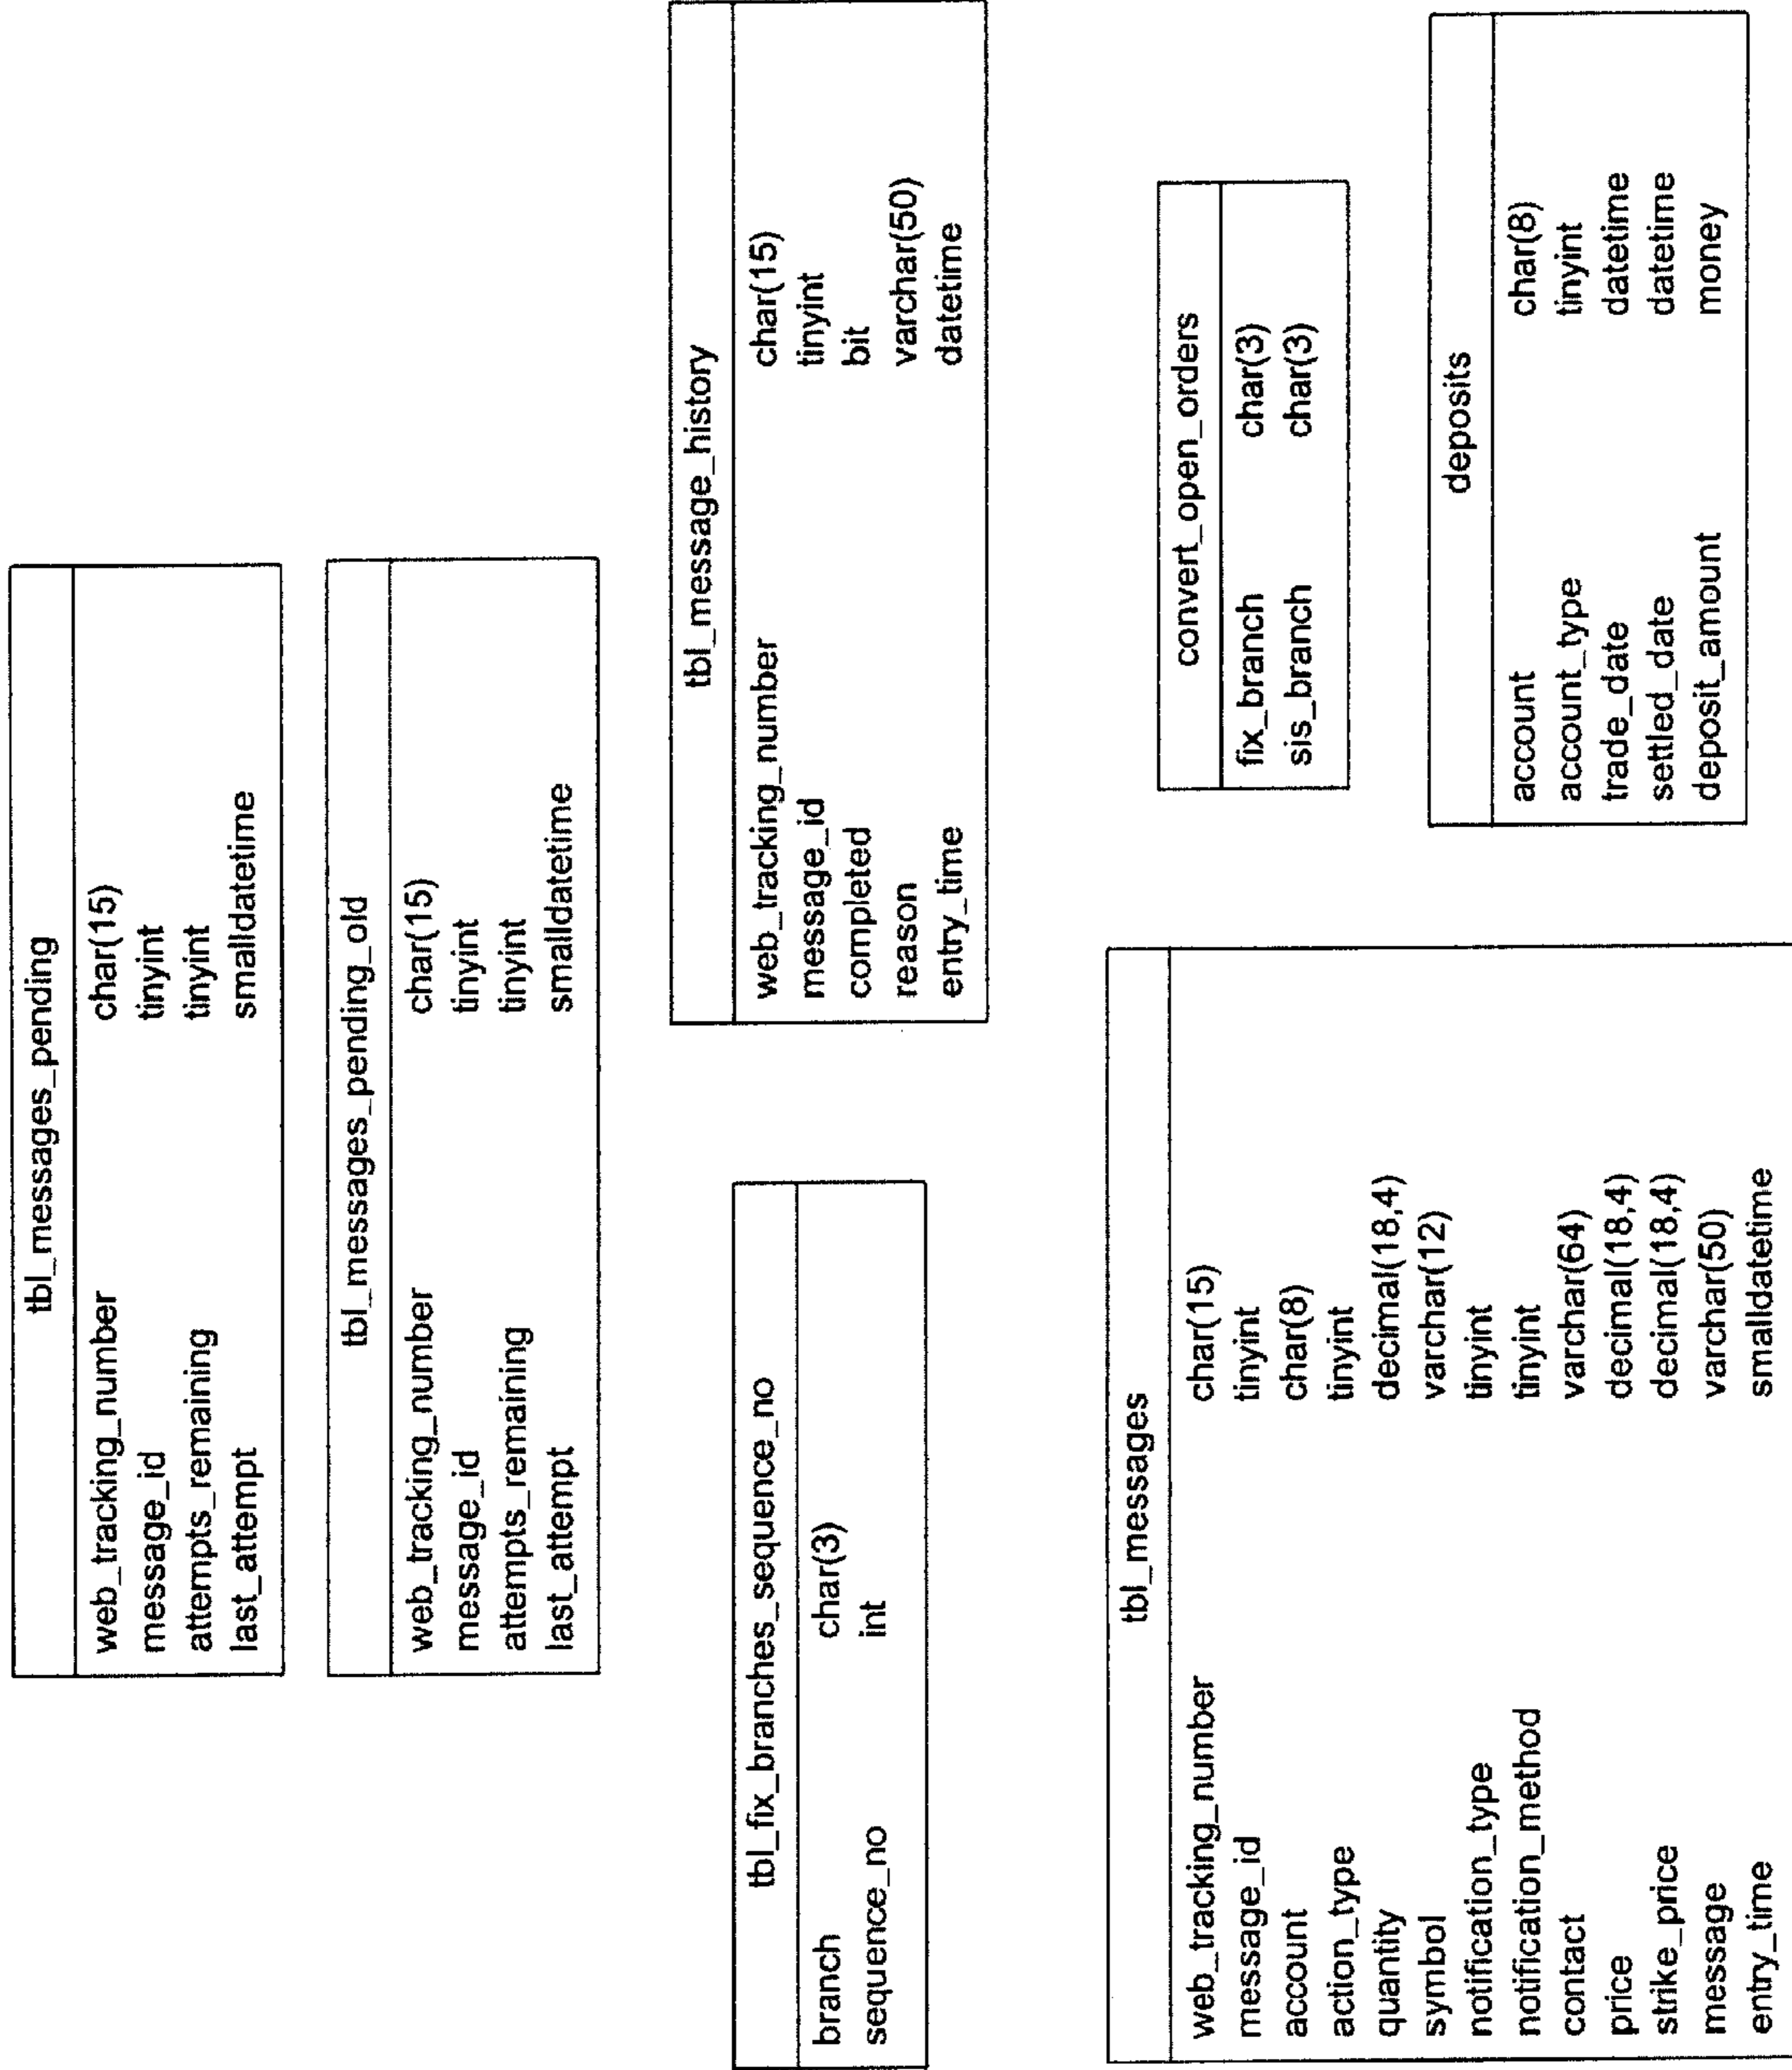 tbl_messages_pending
web_tracking_number char(15)
message_id tinyint
attempts_remaining tinyint
last_attempt smalldatetime
tbl_messages_pending_old
web_tracking_number char(15)
message_id tinyint
attempts_remaining tinyint
last_attempt smalldatetime
tbl_fix_branches_sequence_no
branch char(3)
sequence_no int
tbl_message_history
web_tracking_number char(15)
message_id tinyint
completed bit
reason varchar(50)
entry_time datetime
tbl_messages
web_tracking_number char(15)
message_id tinyint
account char(8)
action_type tinyint
quantity decimal(18,4)
symbol varchar(12)
notification_type tinyint
notification_method tinyint
contact varchar(64)
price decimal(18,4)
strike_price decimal(18,4)
message varchar(50)
entry_time smalldatetime
convert_open_orders
fix_branch char(3)
sis_branch char(3)
deposits
account char(8)
account_type tinyint
trade_date datetime
settled_date datetime
deposit_amount money